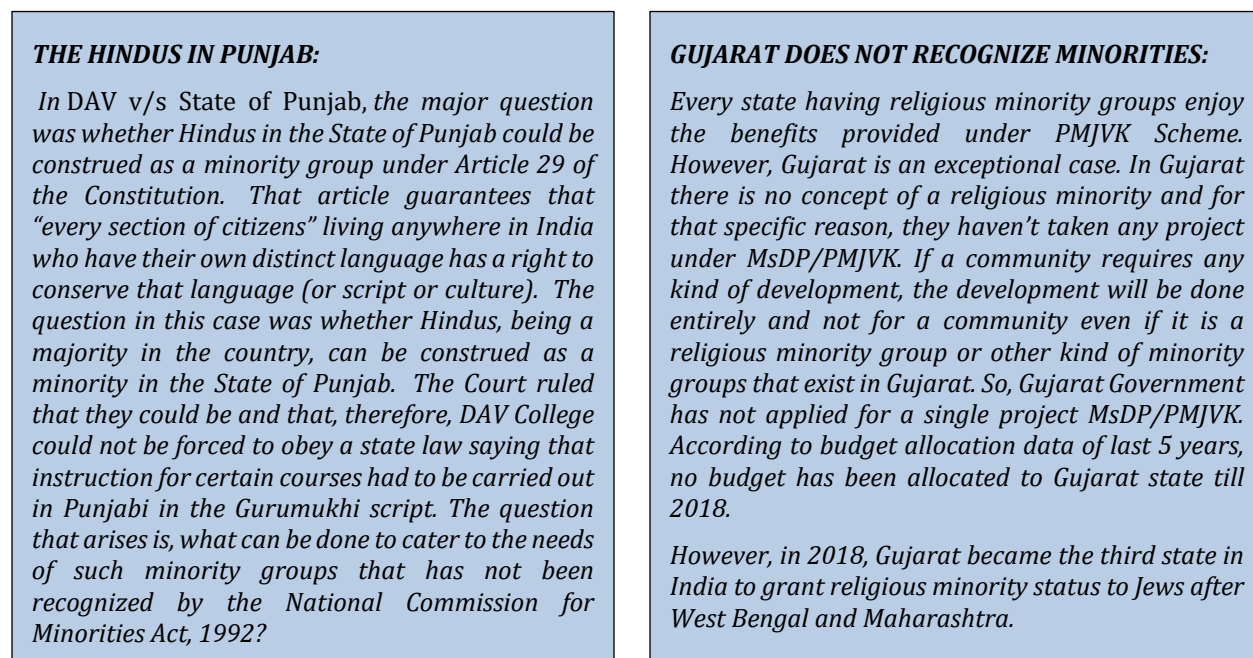 THE HINDUS IN PUNJAB:
In DAV v/s State of Punjab, the major question
was whether Hindus in the State of Punjab could be
construed as a minority group under Article 29 of
the Constitution. That article guarantees that
“every section of citizens” living anywhere in India
who have their own distinct language has a right to
conserve that language (or script or culture). The
question in this case was whether Hindus, being a
majority in the country, can be construed as a
minority in the State of Punjab. The Court ruled
that they could be and that, therefore, DAV College
could not be forced to obey a state law saying that
instruction for certain courses had to be carried out
in Punjabi in the Gurumukhi script. The question
that arises is, what can be done to cater to the needs
of such minority groups that has not been
recognized by the National Commission for
Minorities Act, 1992?
GUJARAT DOES NOT RECOGNIZE MINORITIES:
Every state having religious minority groups enjoy
the benefits provided under PMJVK Scheme.
However, Gujarat is an exceptional case. In Gujarat
there is no concept of a religious minority and for
that specific reason, they haven’t taken any project
under MsDP/PMJVK. If a community requires any
kind of development, the development will be done
entirely and not for a community even if it is a
religious minority group or other kind of minority
groups that exist in Gujarat. So, Gujarat Government
has not applied for a single project MsDP/PMJVK.
According to budget allocation data of last 5 years,
no budget has been allocated to Gujarat state till
2018.
However, in 2018, Gujarat became the third state in
India to grant religious minority status to Jews after
West Bengal and Maharashtra.